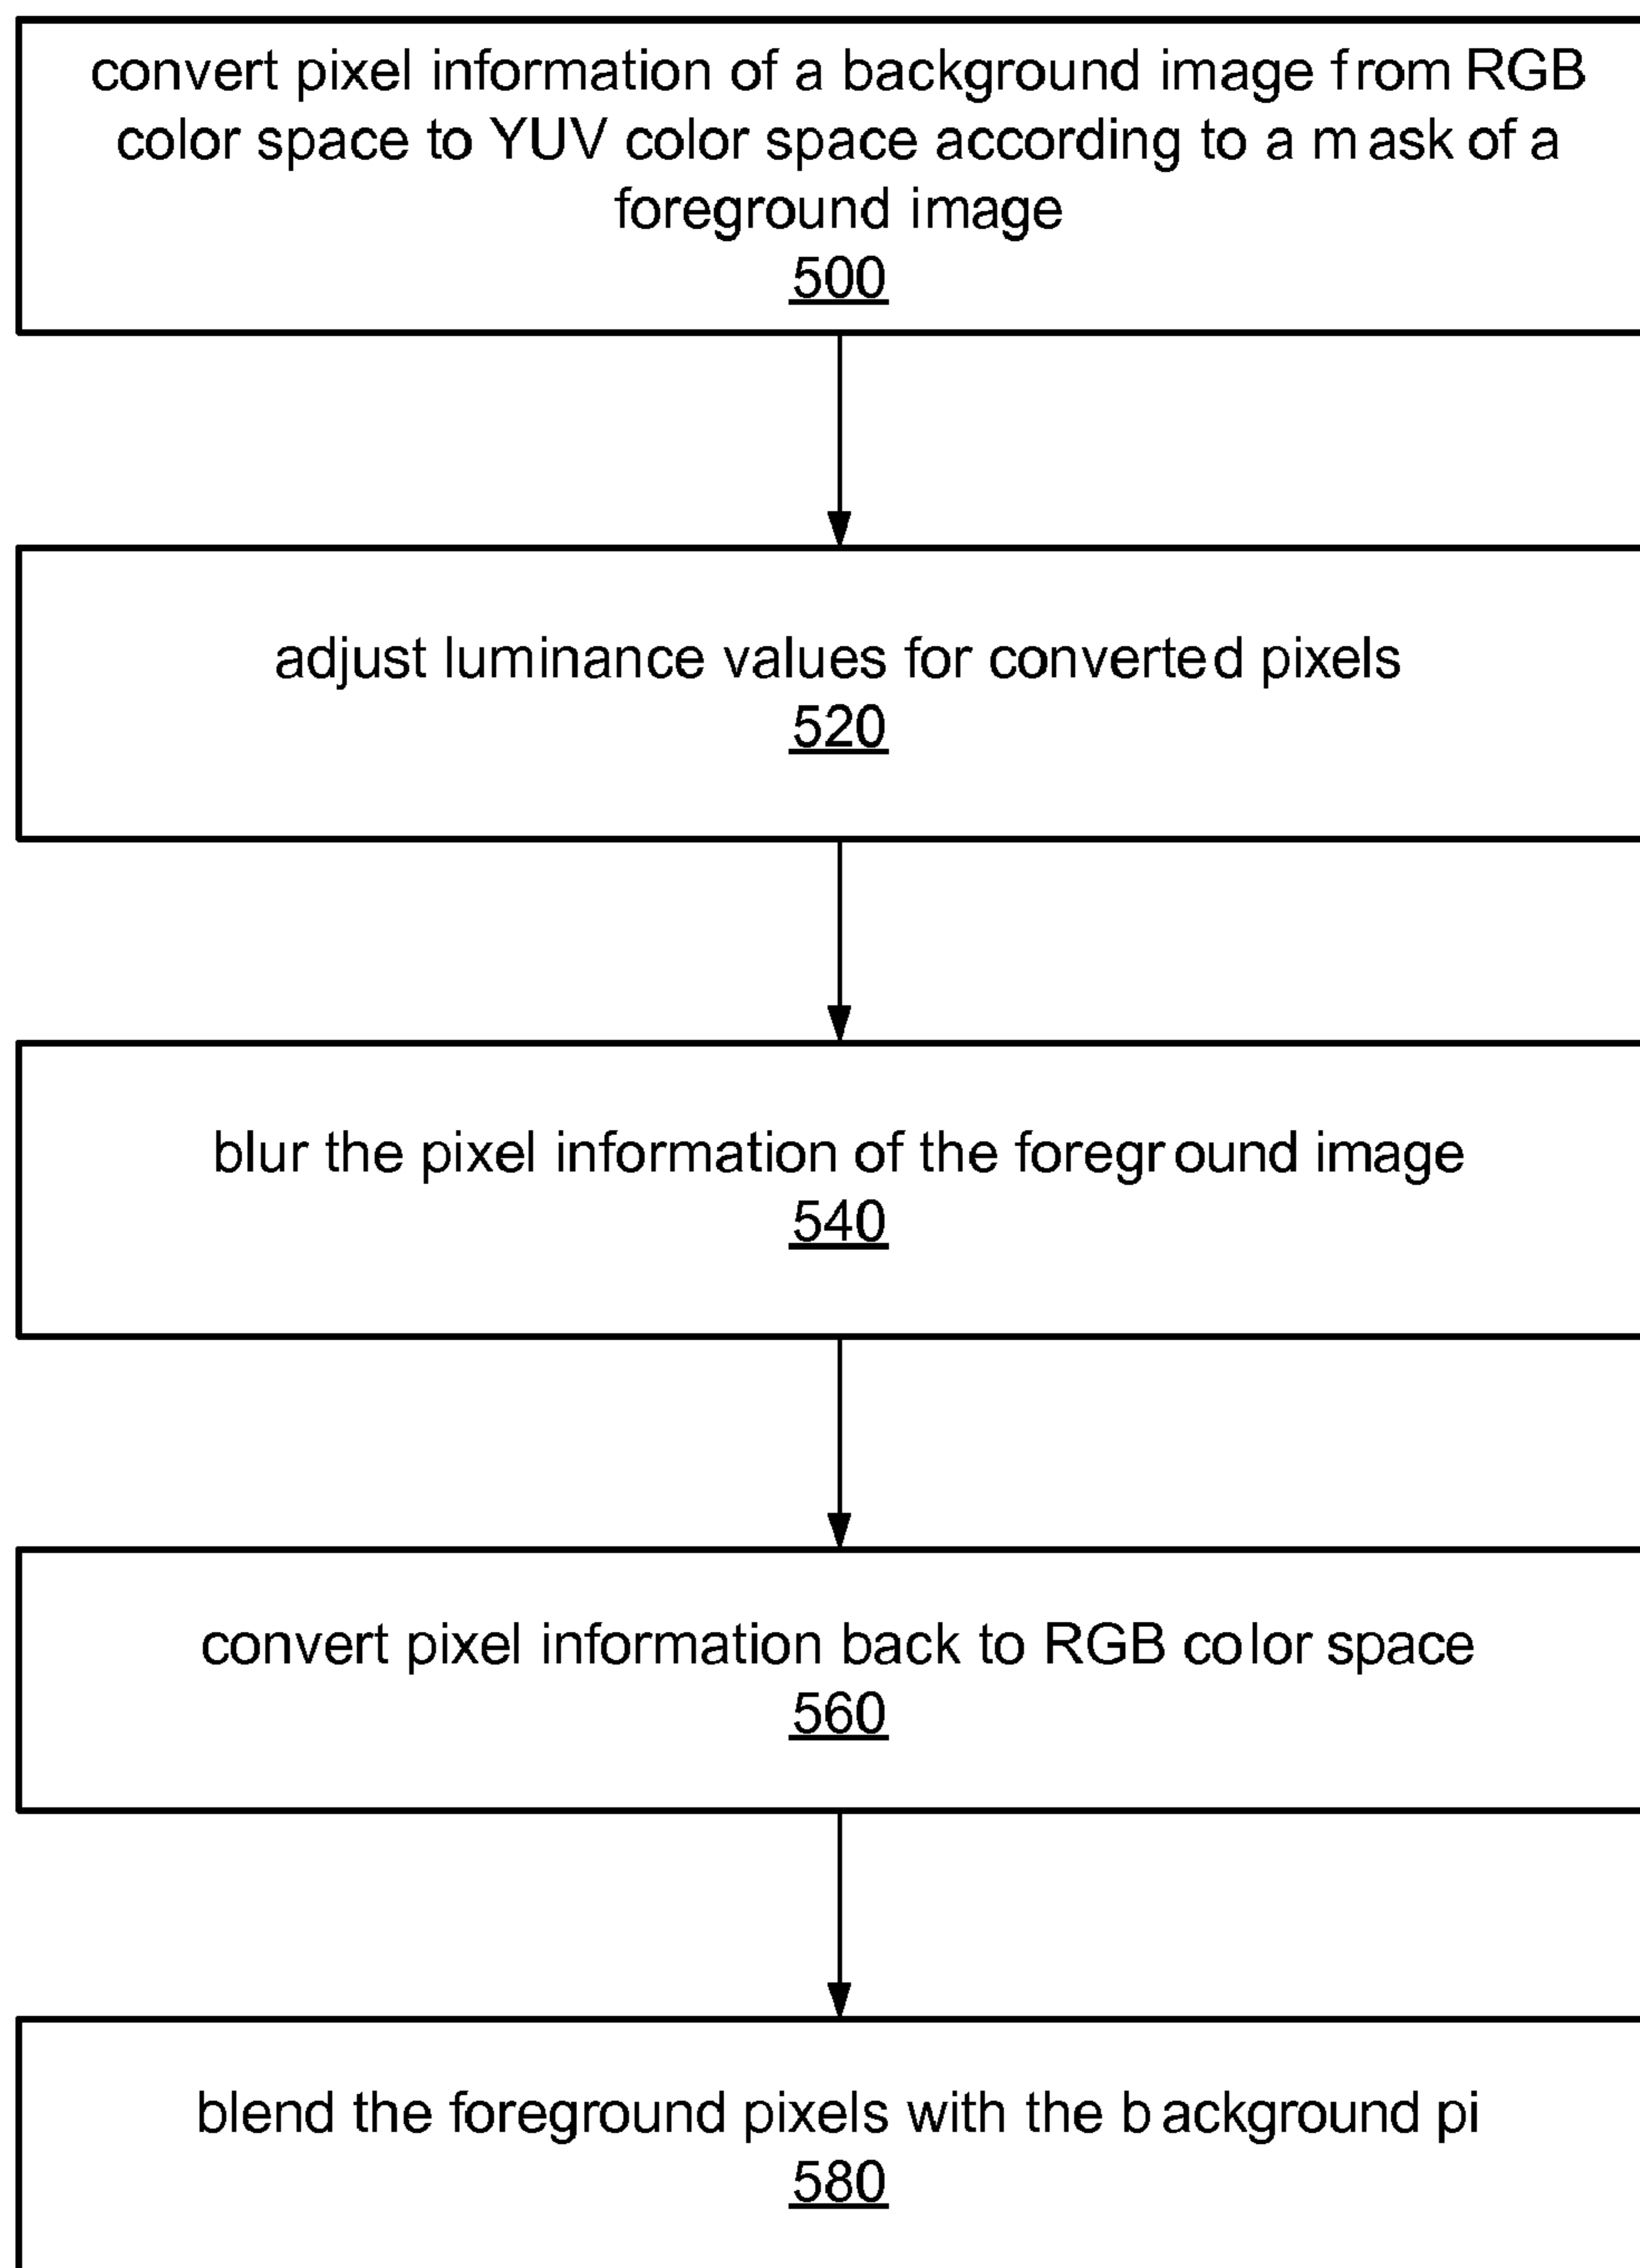 convert pixel information of a background image from RGB
color space to YUV color space according to a mask of a
foreground image
500
adjust luminance values for converted pixels
520
blur the pixel information of the foreground image
540
convert pixel information back to RGB color space
560
blend the foreground pixels with the background pi
580